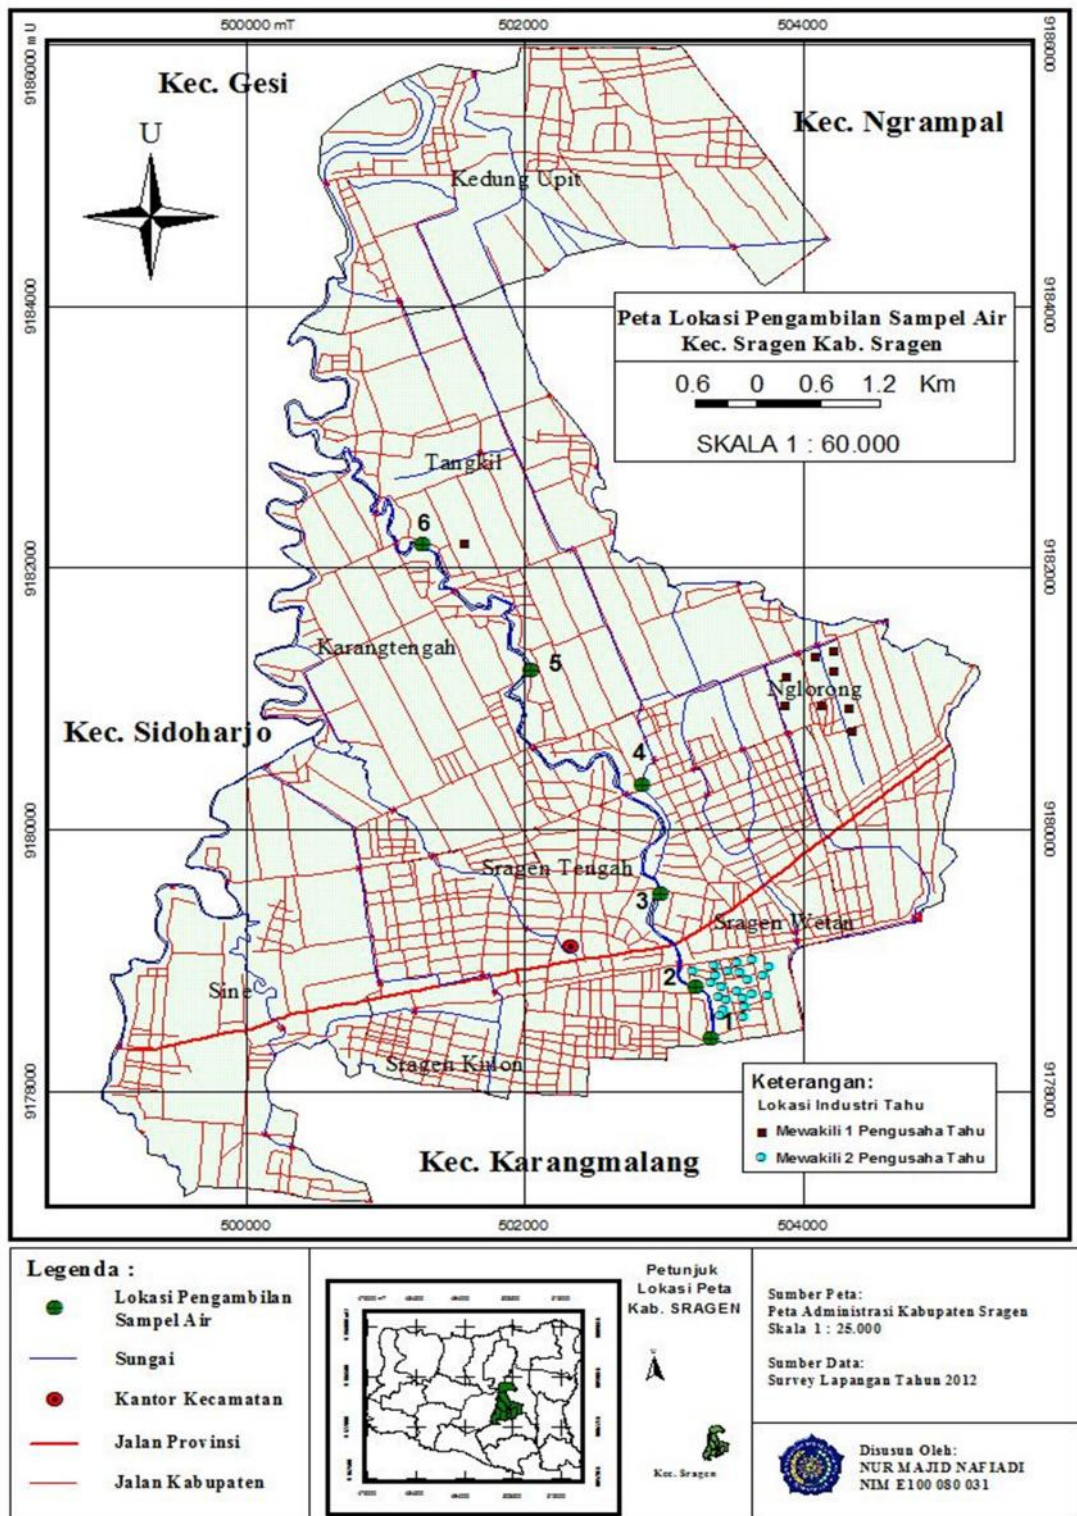 500000 mT
502000
504000
9186000 m U
9186000
Kec. Gesi
Kec. Ngrampal
U
Kedung Upit
9184000
9184000
Peta Lokasi Pengambilan Sampel Air
Kec. Sragen Kab. Sragen
0.6 0 0.6 1.2 Km
SKALA 1 : 60.000
Tangkil
6
9182000
9182000
Karangtengah
5
Nglorong
Kec. Sidoharjo
4
9180000
9180000
Sragen Tengah
3
Sragen Wetan
2
Sine
1
Sragen Kulon
9178000
9178000
Keterangan:
Lokasi Industri Tahu
Mewakili 1 Pengusaha Tahu
Mewakili 2 Pengusaha Tahu
Kec. Karangmalang
500000
502000
504000
Legenda :
Lokasi Pengambilan
Sampel Air
Sungai
Kantor Kecamatan
Jalan Provinsi
Jalan Kabupaten
Petunjuk
Lokasi Peta
Kab. SRAGEN
U
Kec. Sragen
Sumber Peta:
Peta Administrasi Kabupaten Sragen
Skala 1 : 25.000
Sumber Data:
Survey Lapangan Tahun 2012
Disusun Oleh:
NUR MAJID NAFIADI
NIM E100 080 031